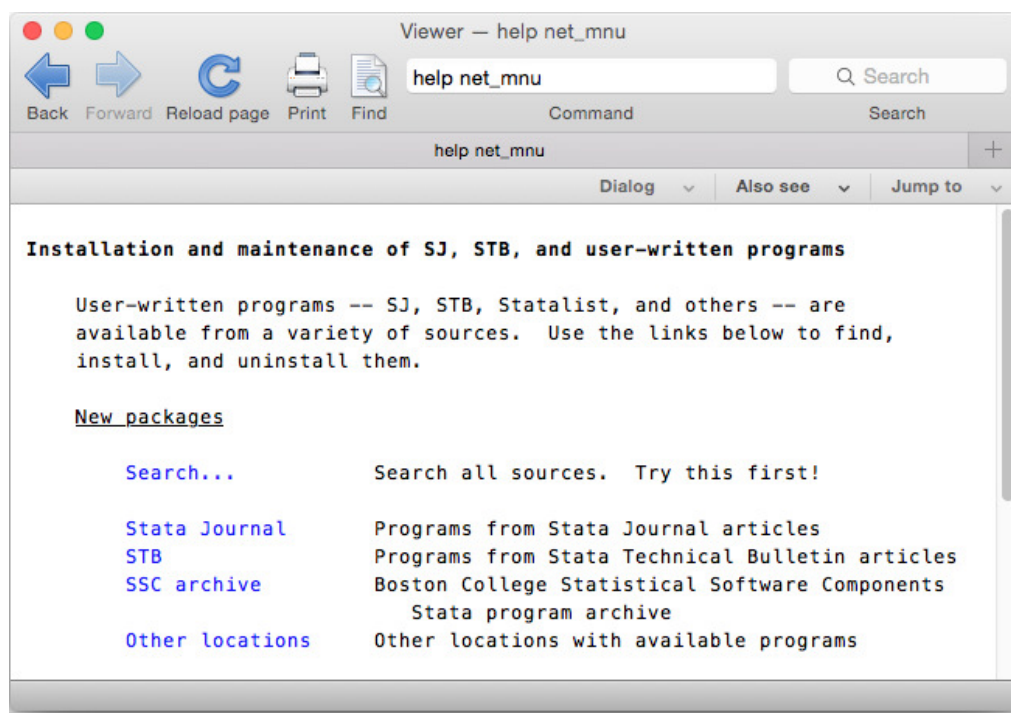 Viewer — help net_mnu
help net_mnu
Search
Back Forward Reload page Print Find Command Search
help net_mnu
Dialog Also see Jump to
Installation and maintenance of SJ, STB, and user-written programs
User-written programs -- SJ, STB, Statalist, and others -- are
available from a variety of sources.  Use the links below to find,
install, and uninstall them.
New packages
Search... Search all sources.  Try this first!
Stata Journal Programs from Stata Journal articles
STB Programs from Stata Technical Bulletin articles
SSC archive Boston College Statistical Software Components
Stata program archive
Other locations Other locations with available programs